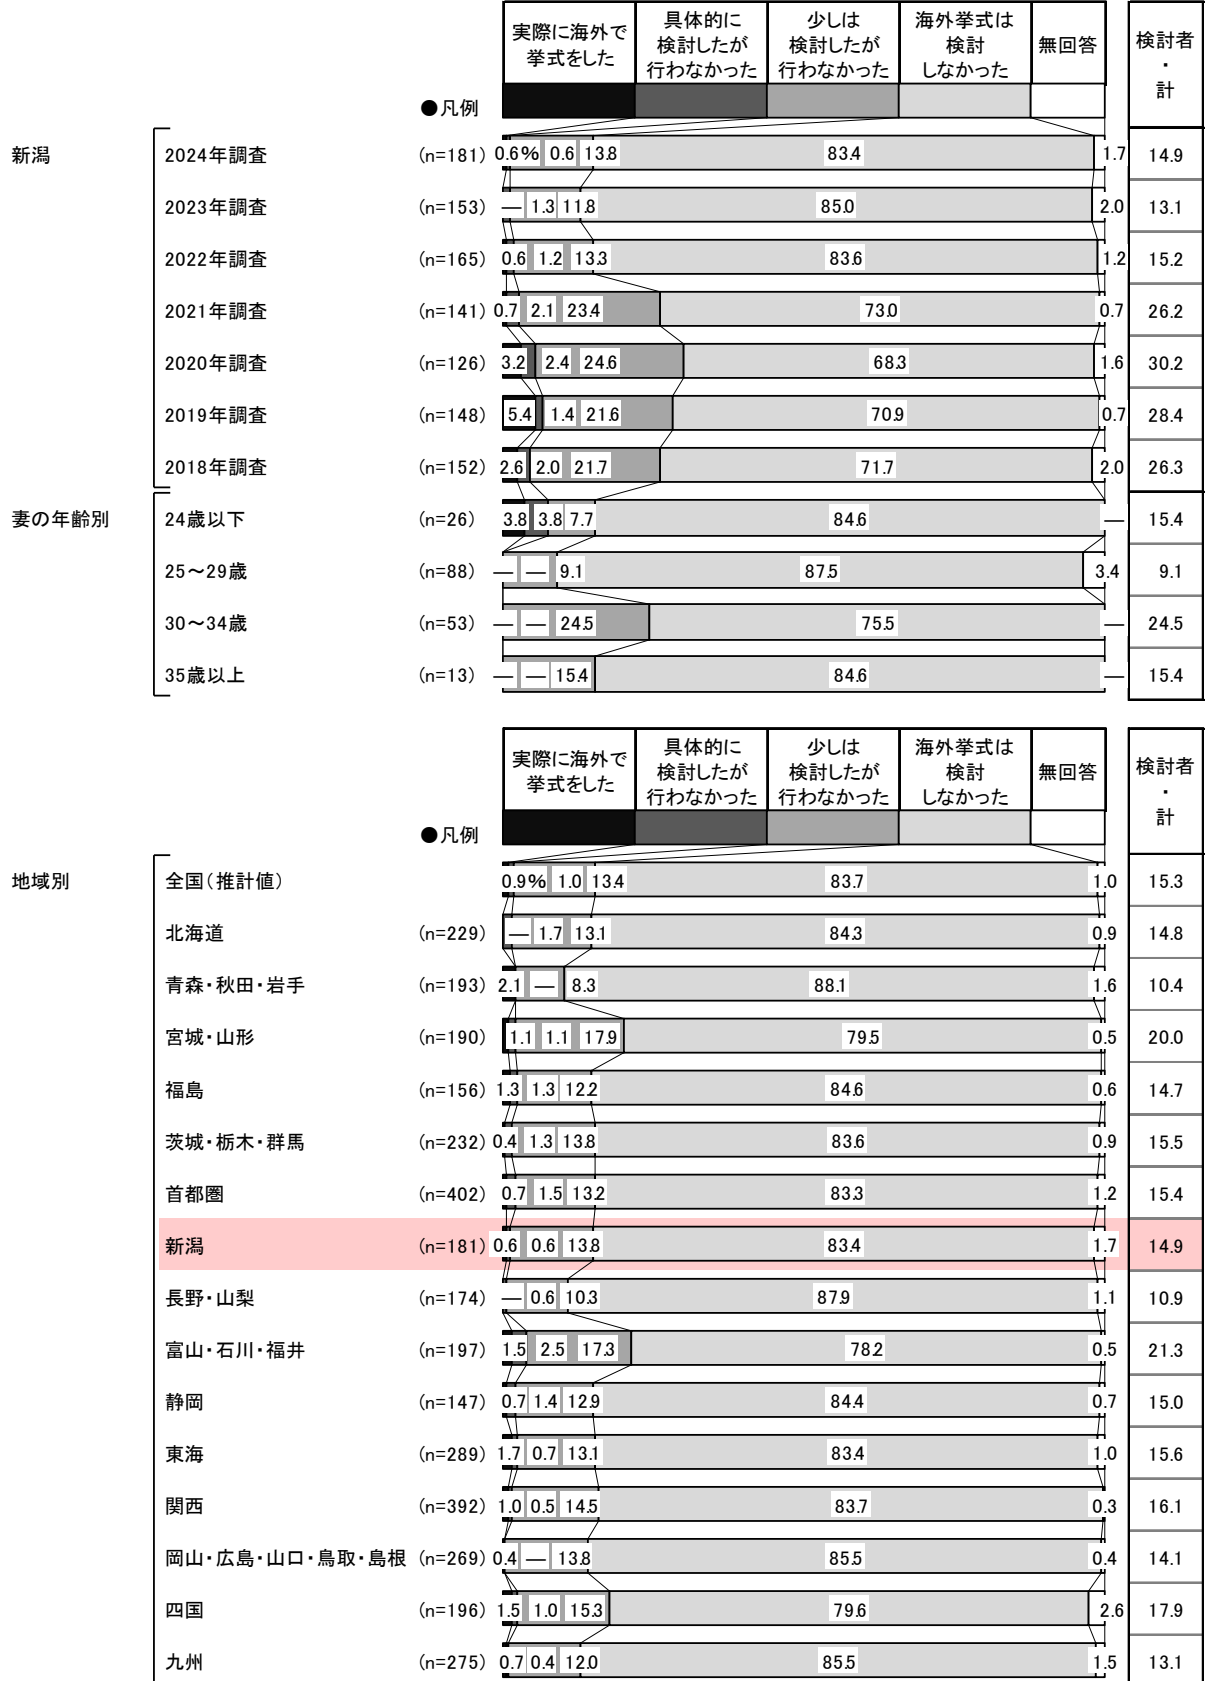 実際に海外で
挙式をした
具体的に
検討したが
行わなかった
少しは
検討したが
行わなかった
海外挙式は
検討
しなかった
無回答
検討者
・
計
●凡例
新潟
2024年調査 (n=181) 0.6% 0.6 13.8 83.4 1.7 14.9
2023年調査 (n=153) — 1.3 11.8 85.0 2.0 13.1
2022年調査 (n=165) 0.6 1.2 13.3 83.6 1.2 15.2
2021年調査 (n=141) 0.7 2.1 23.4 73.0 0.7 26.2
2020年調査 (n=126) 3.2 2.4 24.6 68.3 1.6 30.2
2019年調査 (n=148) 5.4 1.4 21.6 70.9 0.7 28.4
2018年調査 (n=152) 2.6 2.0 21.7 71.7 2.0 26.3
妻の年齢別
24歳以下 (n=26) 3.8 3.8 7.7 84.6 — 15.4
25～29歳 (n=88) — — 9.1 87.5 3.4 9.1
30～34歳 (n=53) — — 24.5 75.5 — 24.5
35歳以上 (n=13) — — 15.4 84.6 — 15.4
実際に海外で
挙式をした
具体的に
検討したが
行わなかった
少しは
検討したが
行わなかった
海外挙式は
検討
しなかった
無回答
検討者
・
計
●凡例
地域別
全国(推計値) 0.9% 1.0 13.4 83.7 1.0 15.3
北海道 (n=229) — 1.7 13.1 84.3 0.9 14.8
青森・秋田・岩手 (n=193) 2.1 — 8.3 88.1 1.6 10.4
宮城・山形 (n=190) 1.1 1.1 17.9 79.5 0.5 20.0
福島 (n=156) 1.3 1.3 12.2 84.6 0.6 14.7
茨城・栃木・群馬 (n=232) 0.4 1.3 13.8 83.6 0.9 15.5
首都圏 (n=402) 0.7 1.5 13.2 83.3 1.2 15.4
新潟 (n=181) 0.6 0.6 13.8 83.4 1.7 14.9
長野・山梨 (n=174) — 0.6 10.3 87.9 1.1 10.9
富山・石川・福井 (n=197) 1.5 2.5 17.3 78.2 0.5 21.3
静岡 (n=147) 0.7 1.4 12.9 84.4 0.7 15.0
東海 (n=289) 1.7 0.7 13.1 83.4 1.0 15.6
関西 (n=392) 1.0 0.5 14.5 83.7 0.3 16.1
岡山・広島・山口・鳥取・島根 (n=269) 0.4 — 13.8 85.5 0.4 14.1
四国 (n=196) 1.5 1.0 15.3 79.6 2.6 17.9
九州 (n=275) 0.7 0.4 12.0 85.5 1.5 13.1